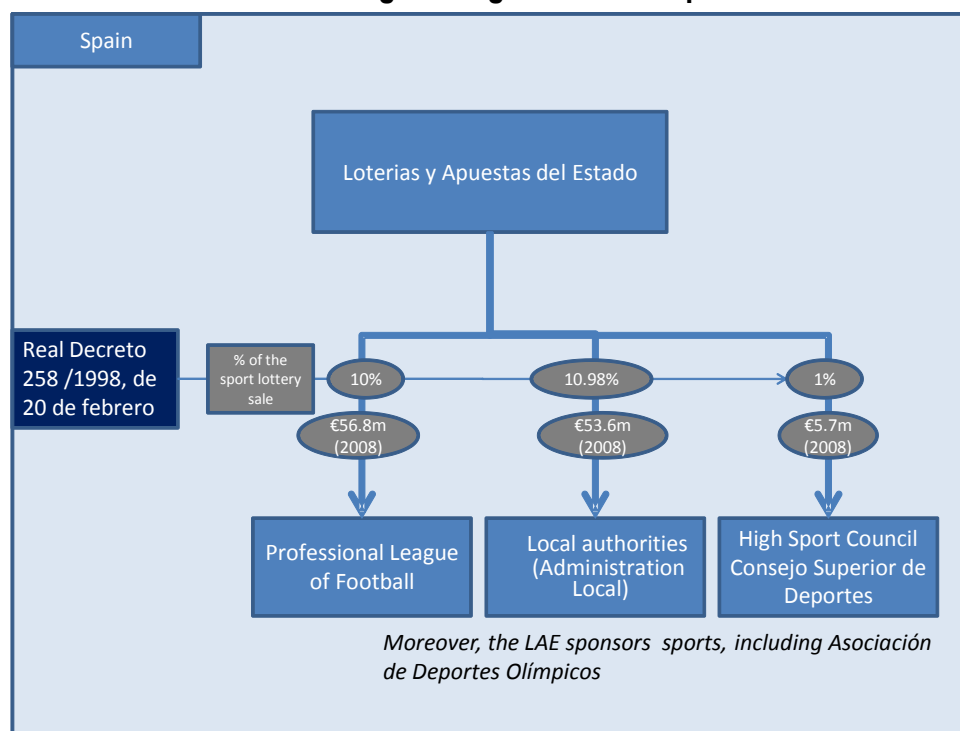 Spain
Loterias y Apuestas del Estado
Real Decreto
258 /1998, de
20 de febrero
% of the
sport lottery
sale
10%
10.98%
1%
€56.8m
(2008)
€53.6m
(2008)
€5.7m
(2008)
Professional League
of Football
Local authorities
(Administration
Local)
High Sport Council
Consejo Superior de
Deportes
Moreover, the LAE sponsors sports, including Asociación
de Deportes Olímpicos